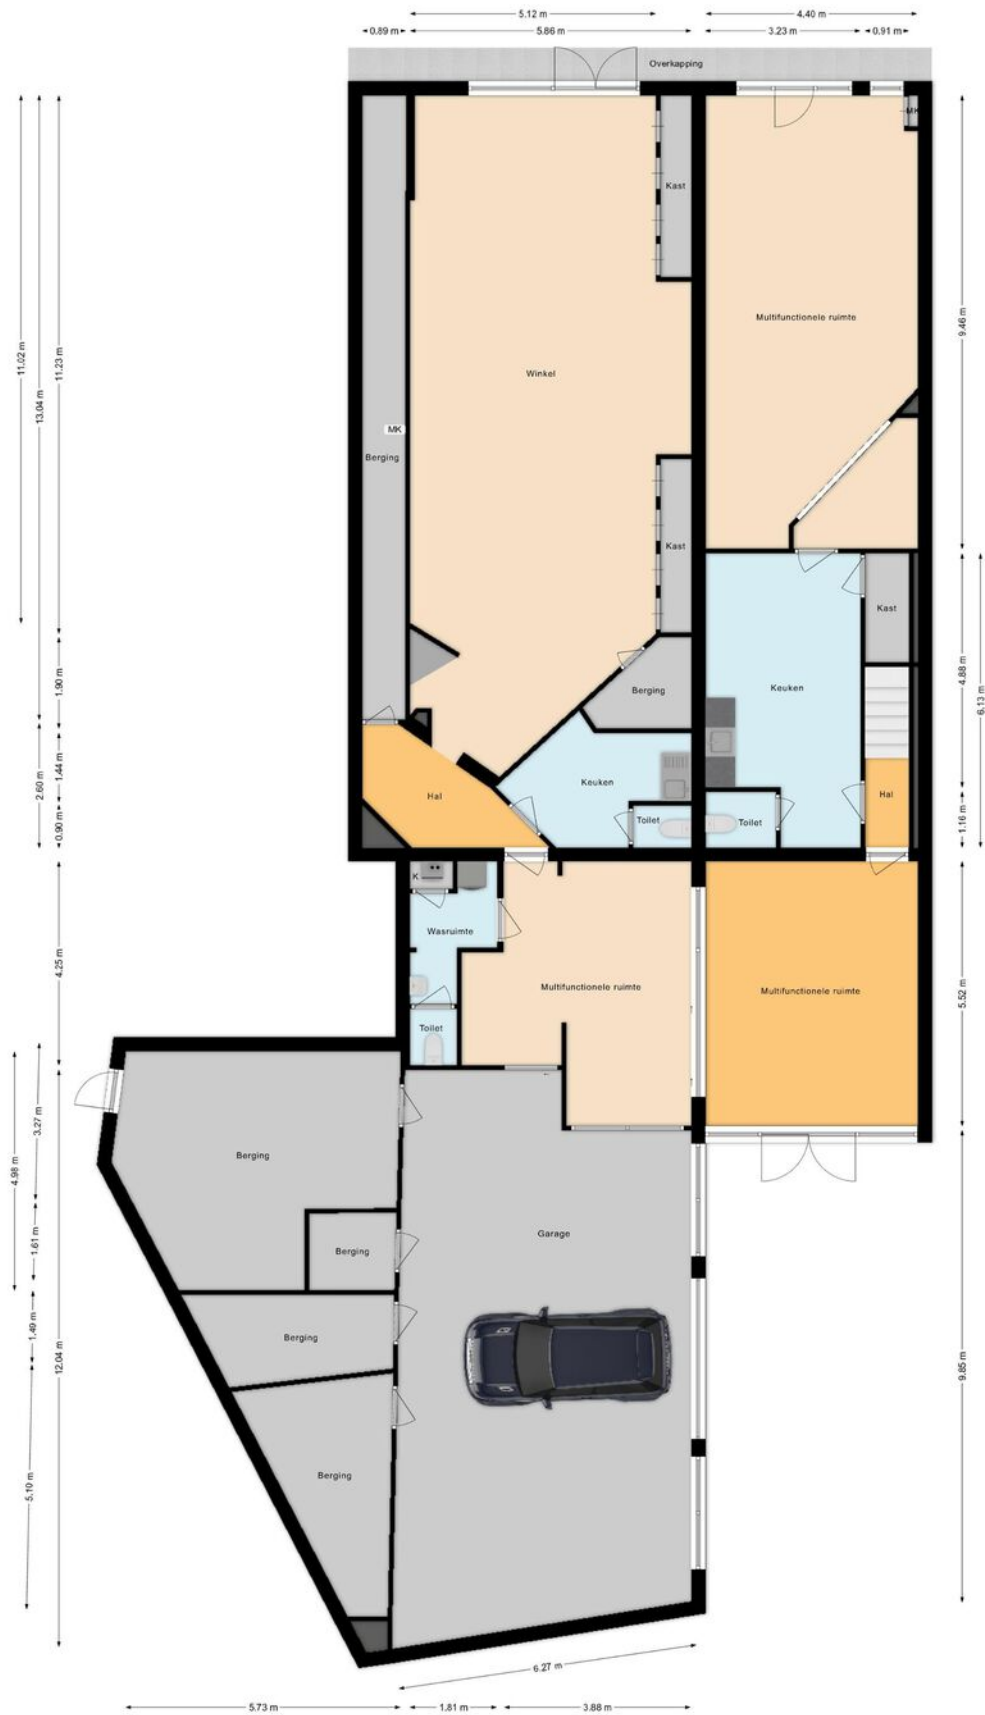 5.12 m
4.40 m
0.89 m
5.86 m
3.23 m
0.91 m
Overkapping
MK
Kast
Multifunctionele ruimte
Winkel
MK
Berging
Kast
Kast
Berging
Keuken
Keuken
Hal
Hal
Toilet
Toilet
K
Wasruimte
Multifunctionele ruimte
Multifunctionele ruimte
Toilet
Berging
Garage
Berging
Berging
Berging
11.02 m
13.04 m
11.23 m
1.90 m
1.44 m
2.60 m
0.90 m
4.25 m
3.27 m
4.98 m
1.61 m
1.49 m
12.04 m
5.10 m
9.46 m
4.88 m
6.13 m
1.16 m
5.52 m
9.85 m
6.27 m
5.73 m
1.81 m
3.88 m